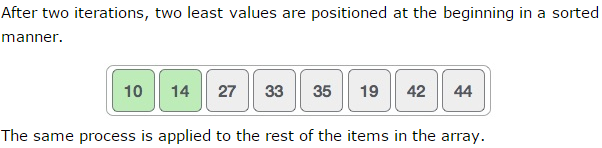 After two iterations, two least values are positioned at the beginning in a sorted
manner.
10 14 27 33 35 19 42 44
The same process is applied to the rest of the items in the array.